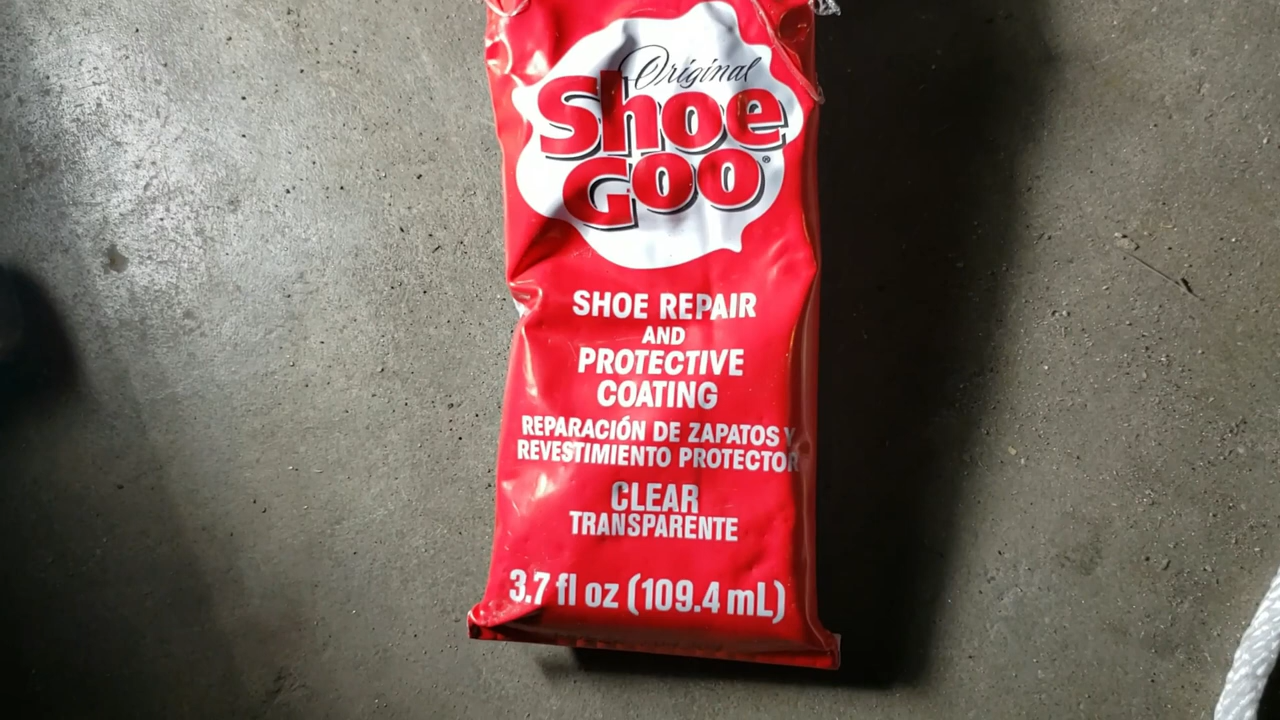 Original
Shoe
Goo®
SHOE REPAIR
AND
PROTECTIVE
COATING
REPARACIÓN DE ZAPATOS Y
REVESTIMIENTO PROTECTOR
CLEAR
TRANSPARENTE
3.7 fl oz (109.4 mL)